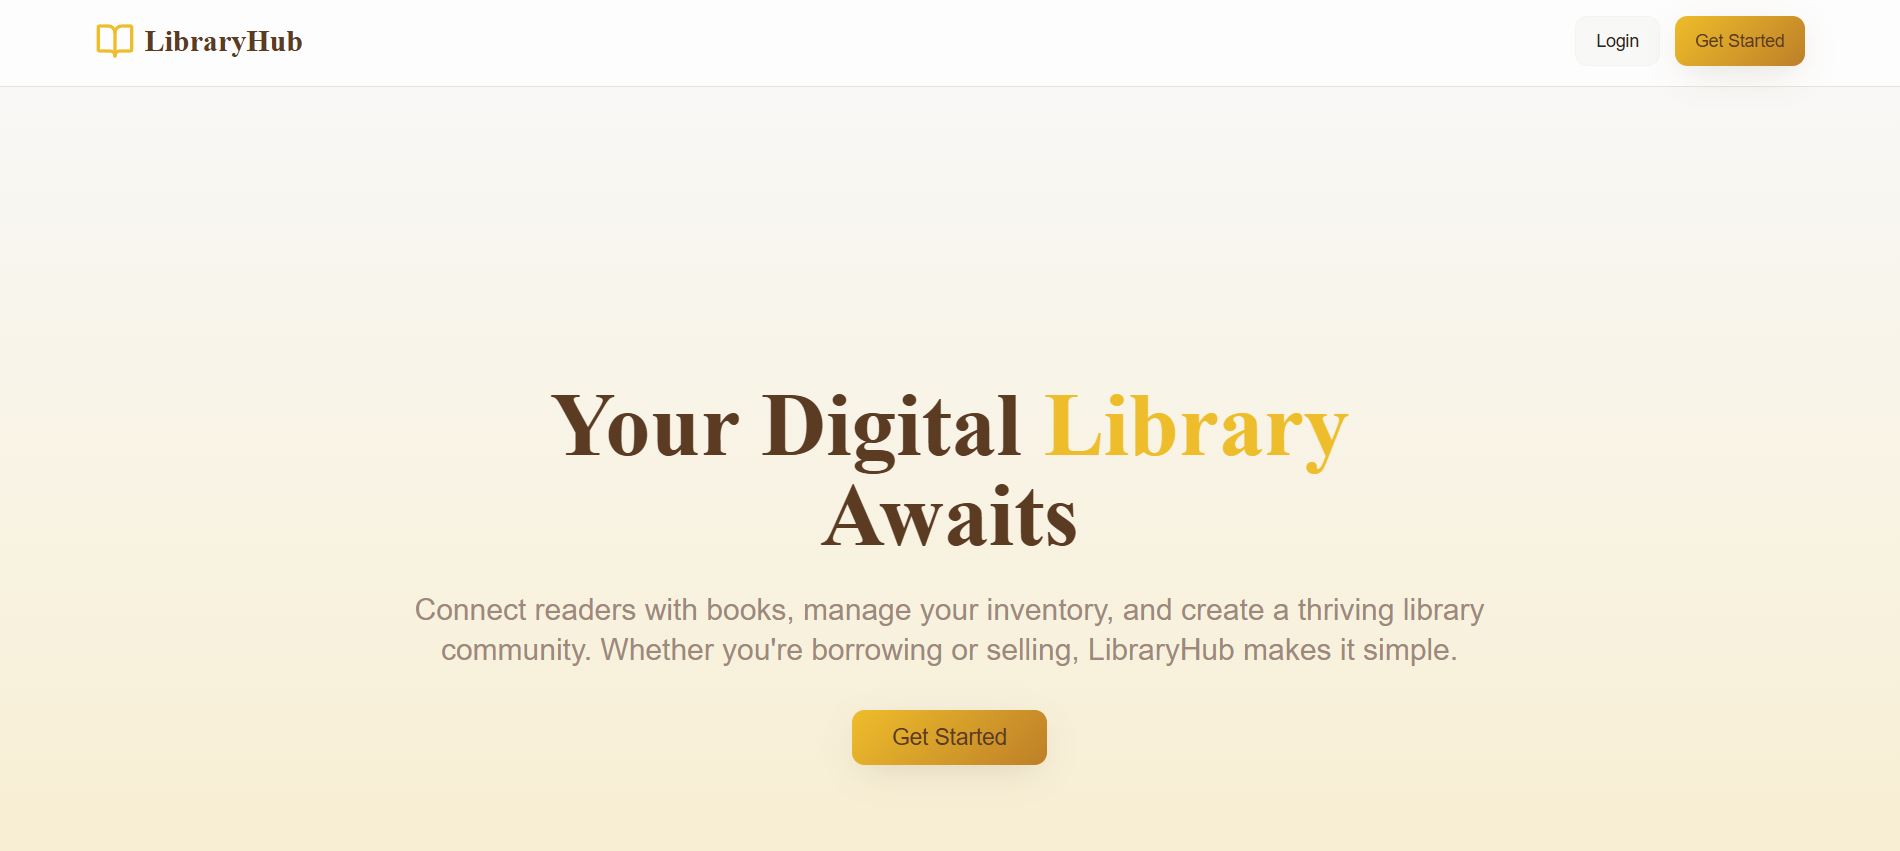 LibraryHub
Login
Get Started
Your Digital Library
Awaits
Connect readers with books, manage your inventory, and create a thriving library
community. Whether you're borrowing or selling, LibraryHub makes it simple.
Get Started